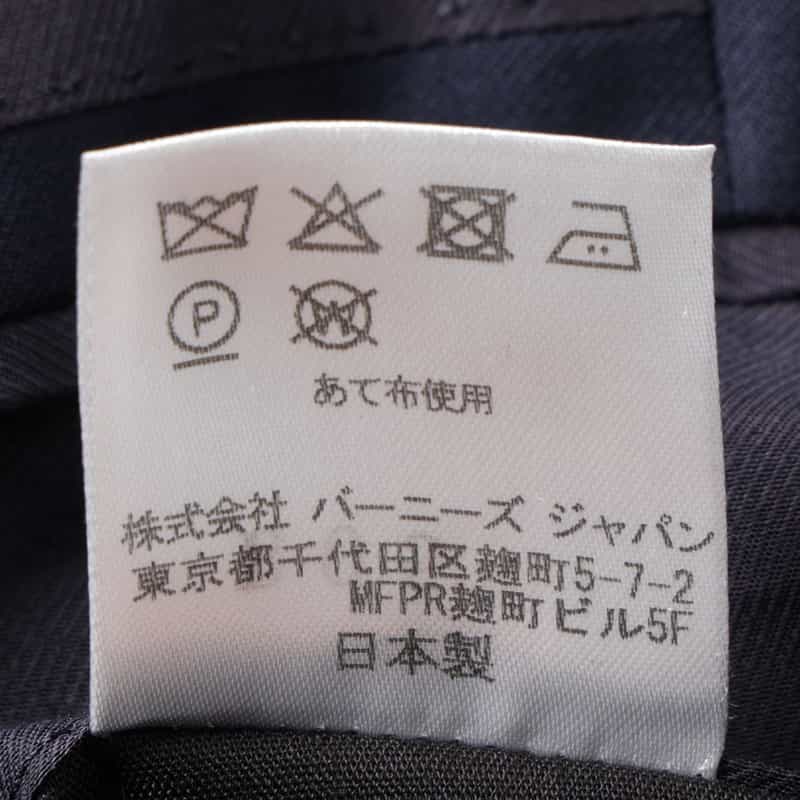 P W
あて布使用
株式会社 バーニーズ ジャパン
東京都千代田区麹町5-7-2
MFPR麹町ビル5F
日本製